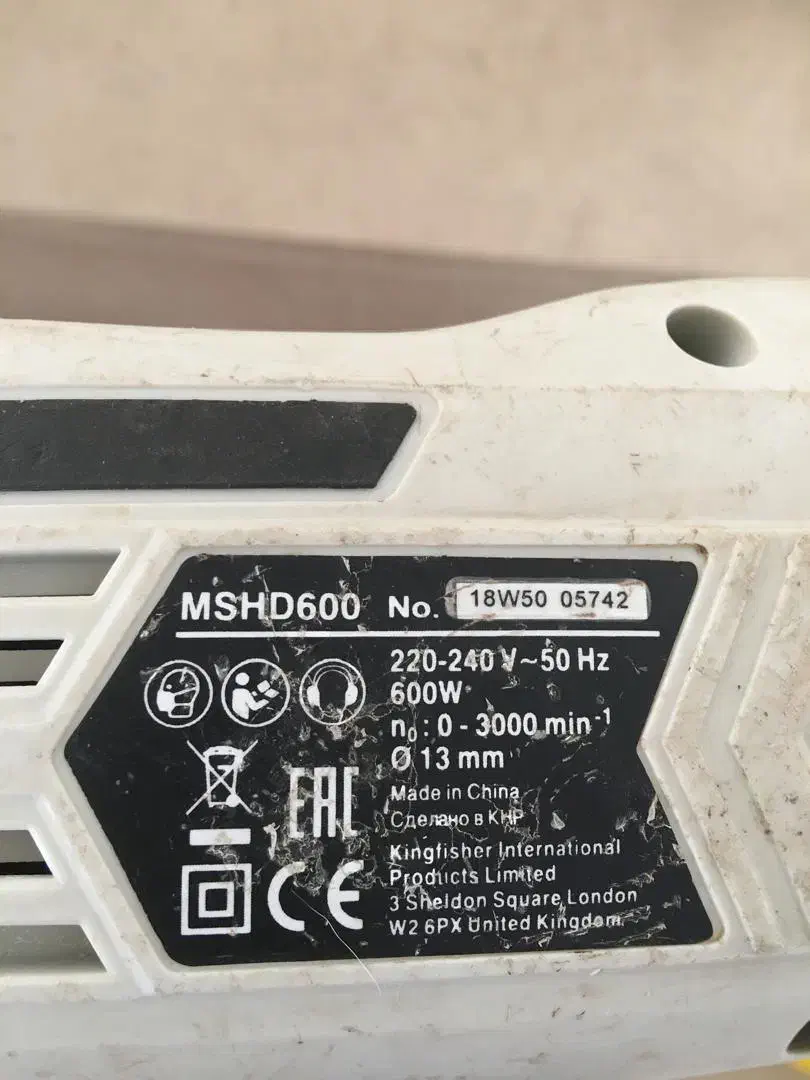 MSHD600 No. 18W50 05742
220-240 V~50 Hz
600W
n₀: 0 - 3000 min⁻¹
Ø 13 mm
Made in China
Сделано в КНР
EAC
CE
Kingfisher International
Products Limited
3 Sheldon Square, London
W2 6PX United Kingdom